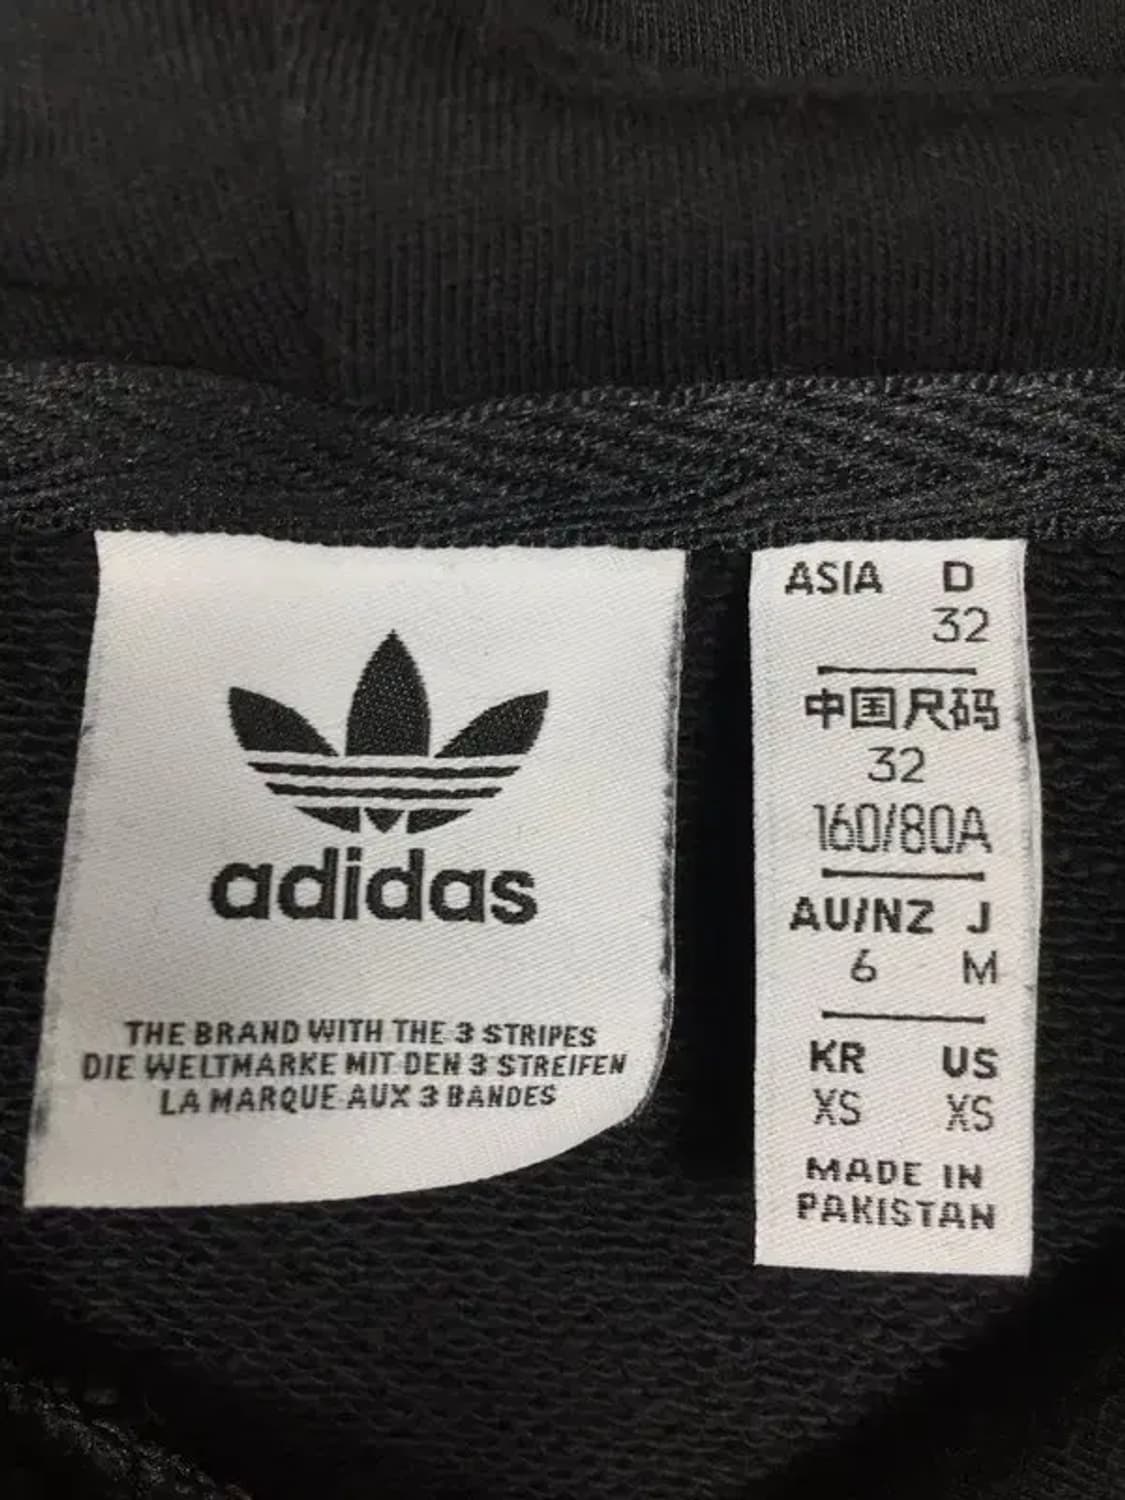 adidas
THE BRAND WITH THE 3 STRIPES
DIE WELTMARKE MIT DEN 3 STREIFEN
LA MARQUE AUX 3 BANDES
ASIA D
32
中国尺码
32
160/80A
AU/NZ J
6 M
KR US
XS XS
MADE IN
PAKISTAN